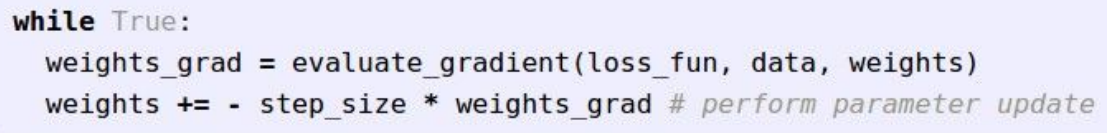 while True:
  weights_grad = evaluate_gradient(loss_fun, data, weights)
  weights += - step_size * weights_grad # perform parameter update